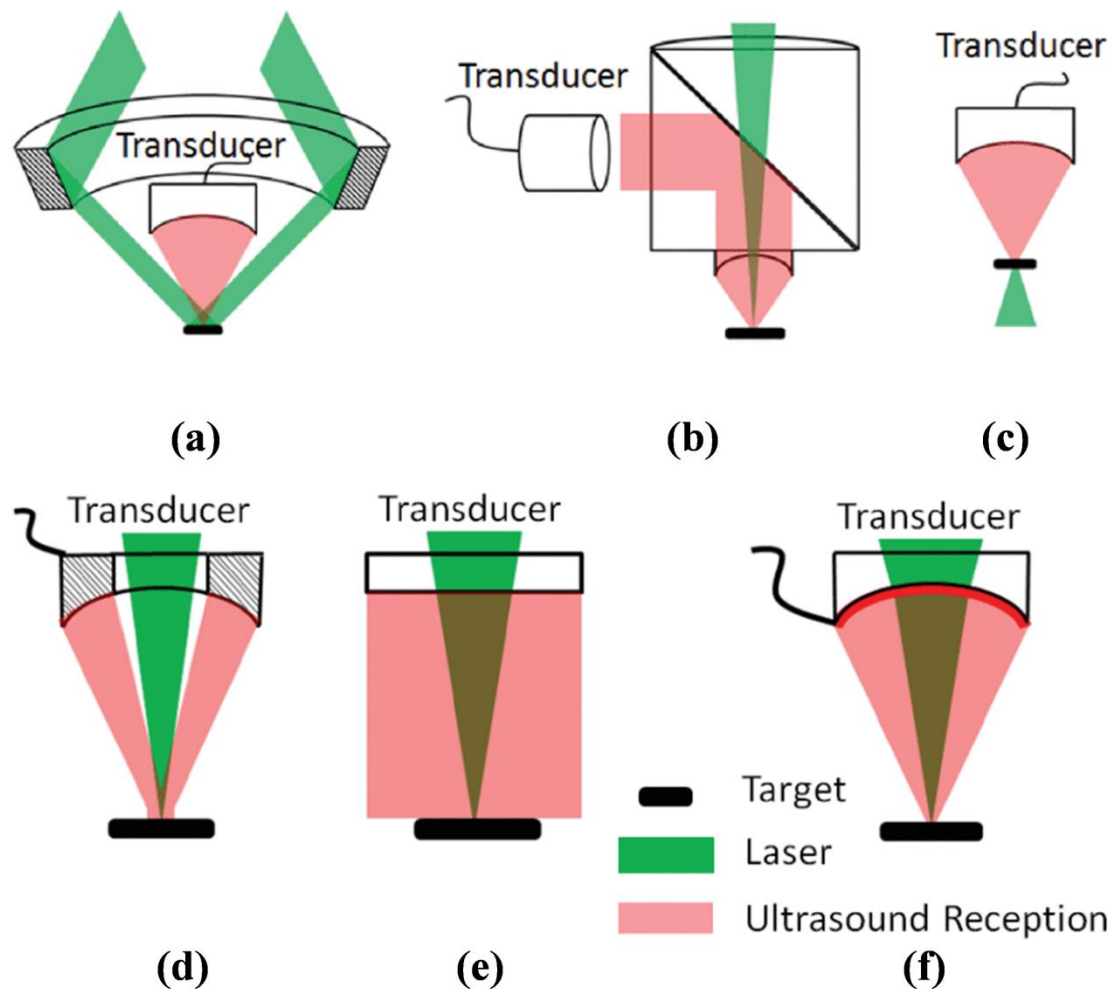 Transducer
Transducer
Transducer
(a)
(b)
(c)
Transducer
Transducer
Transducer
Target
Laser
Ultrasound Reception
(d)
(e)
(f)